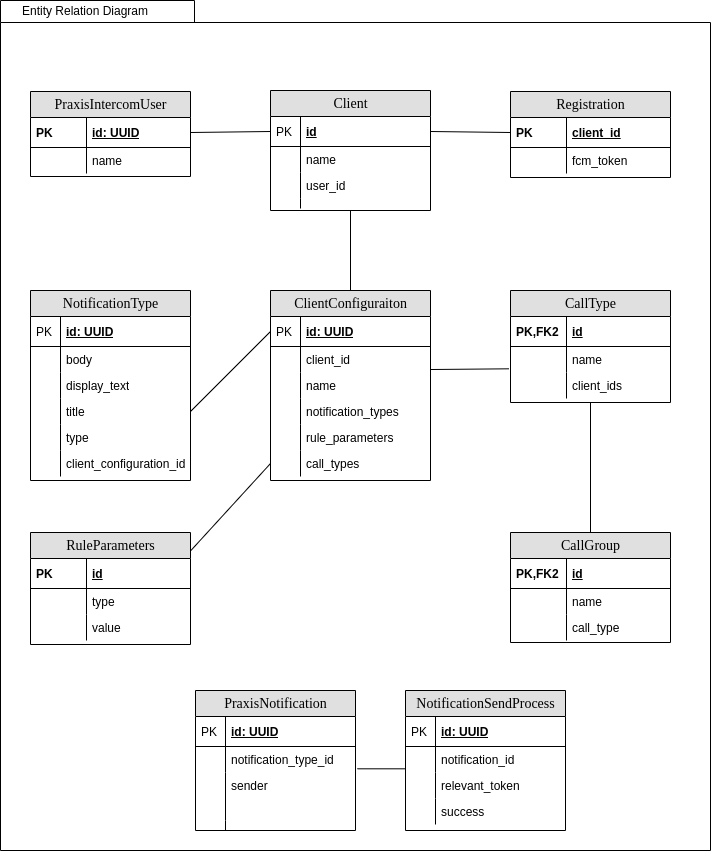 Entity Relation Diagram
PraxisIntercomUser
PK id: UUID
name
Client
PK id
name
user_id
Registration
PK client_id
fcm_token
NotificationType
PK id: UUID
body
display_text
title
type
client_configuration_id
ClientConfiguraiton
PK id: UUID
client_id
name
notification_types
rule_parameters
call_types
CallType
PK,FK2 id
name
client_ids
RuleParameters
PK id
type
value
CallGroup
PK,FK2 id
name
call_type
PraxisNotification
PK id: UUID
notification_type_id
sender
NotificationSendProcess
PK id: UUID
notification_id
relevant_token
success